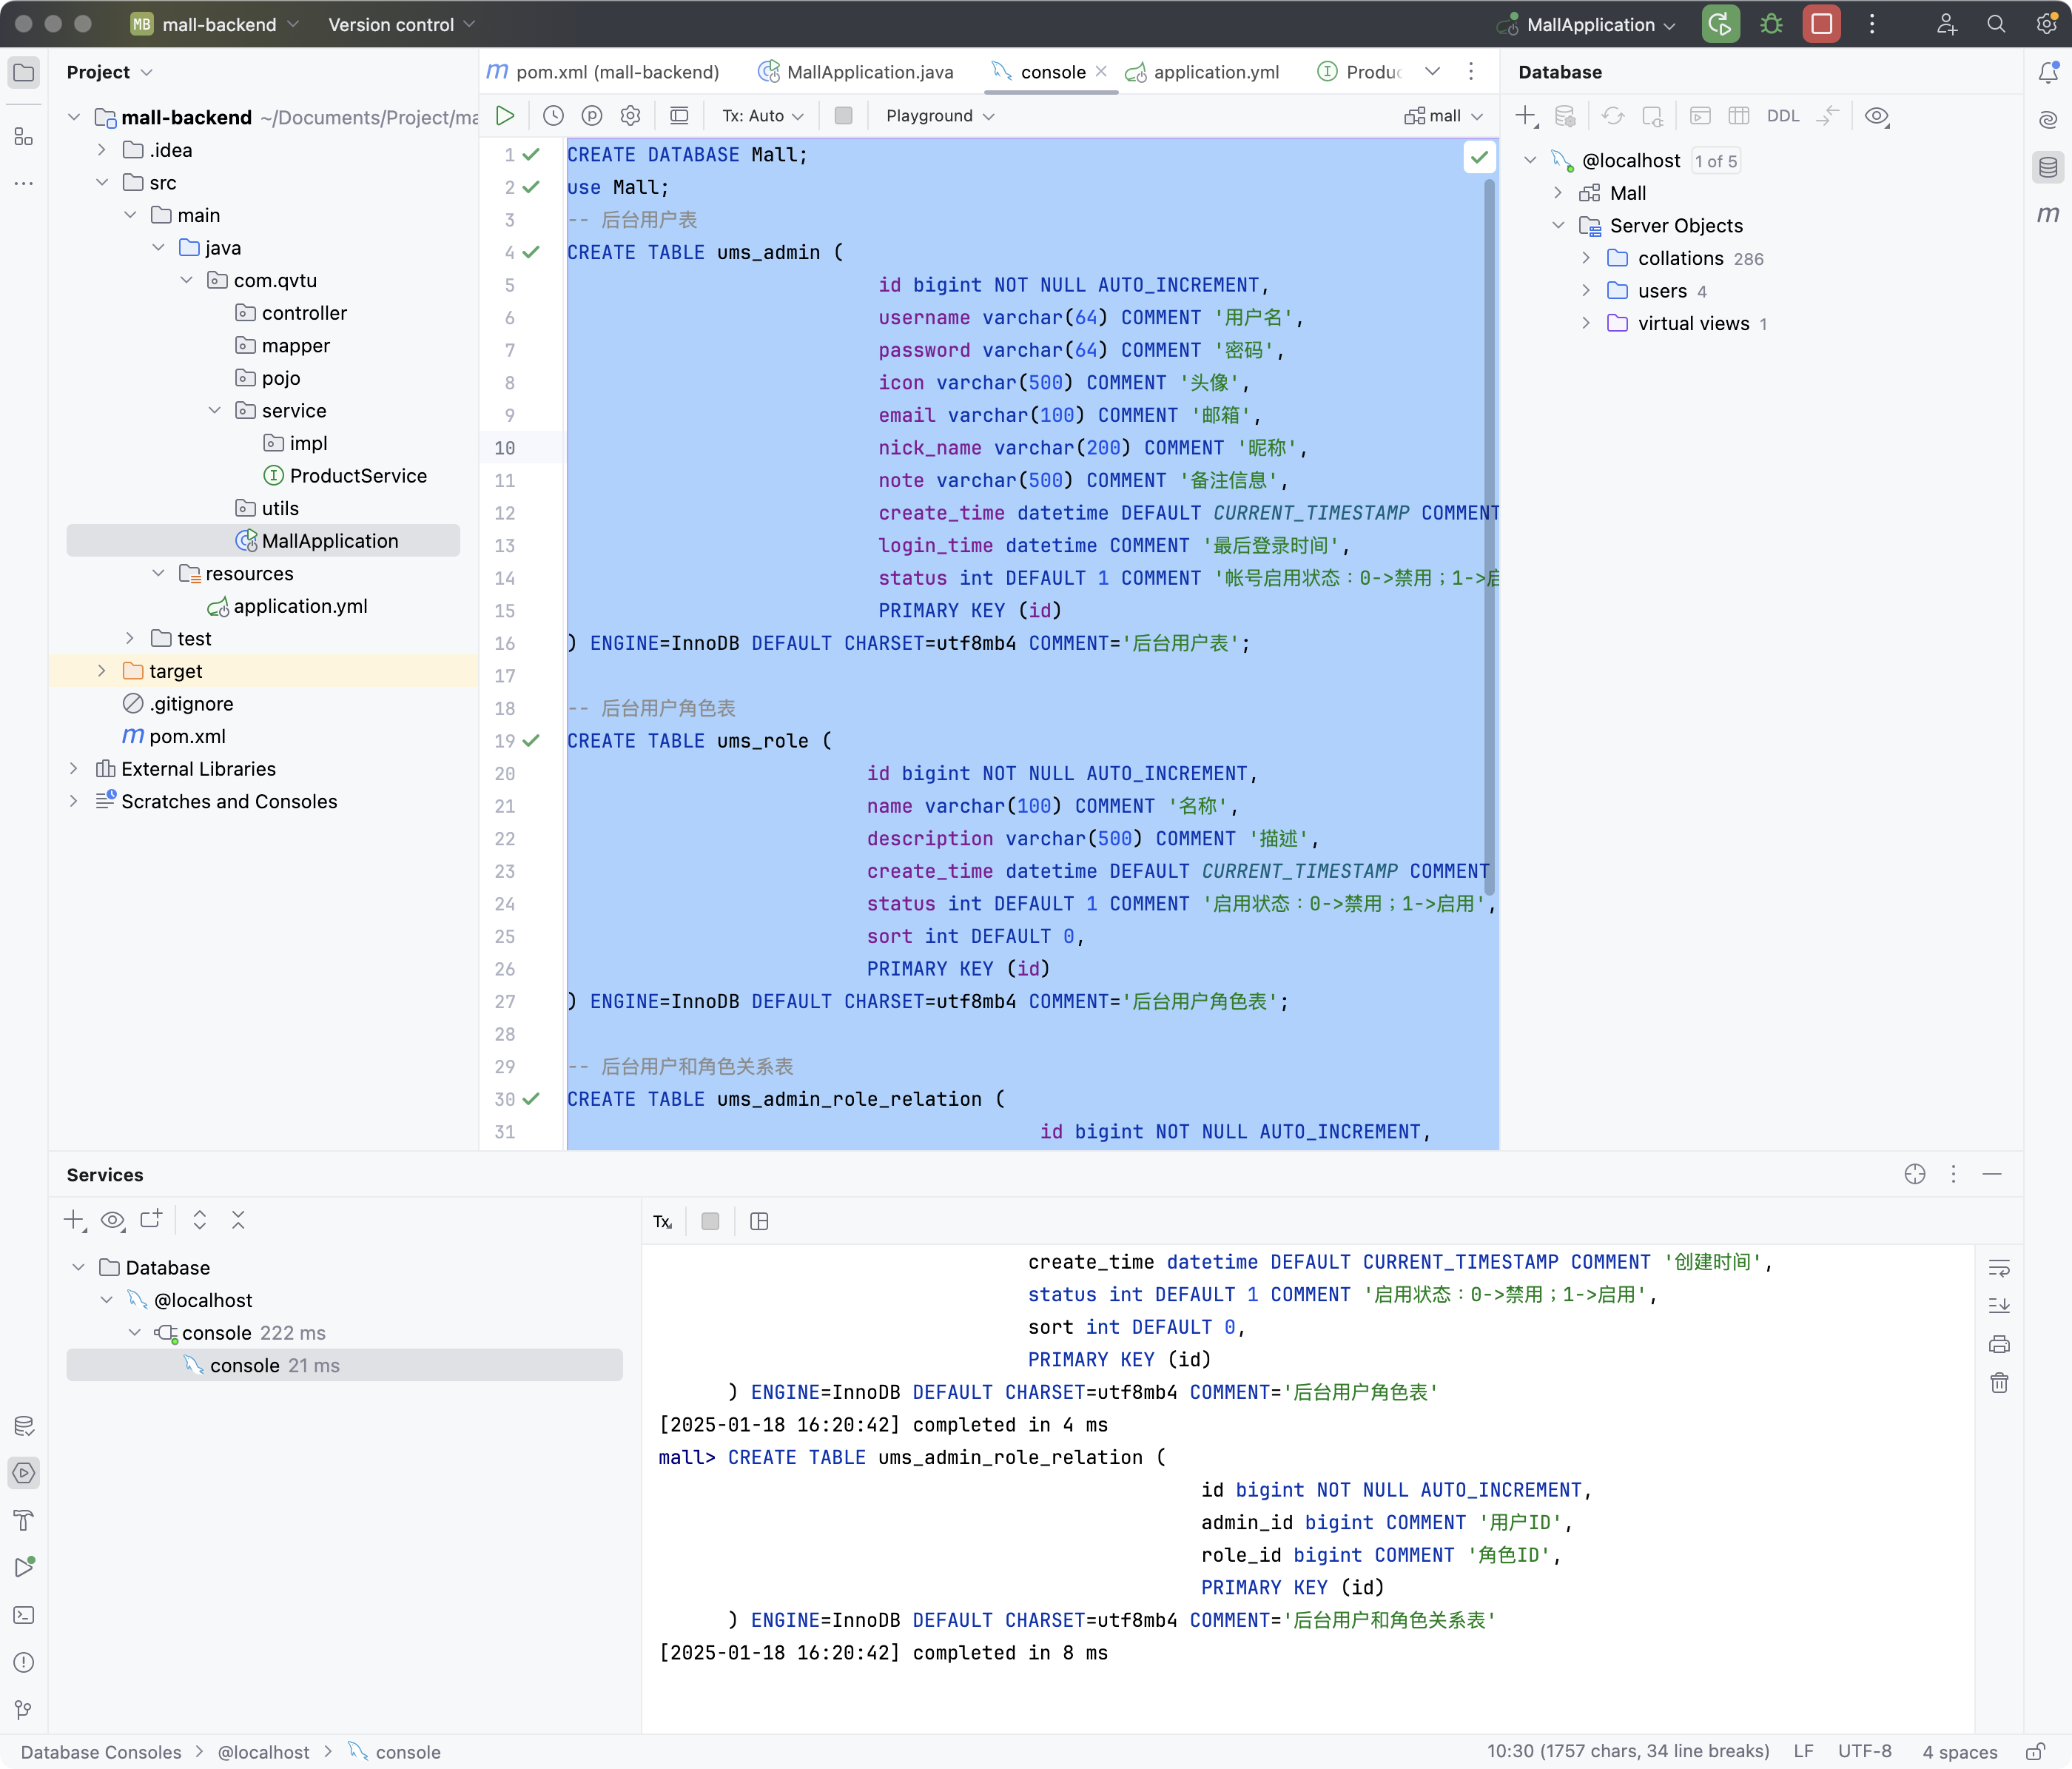 MB mall-backend Version control MallApplication
Project
mall-backend ~/Documents/Project/ma
.idea
src
main
java
com.qvtu
controller
mapper
pojo
service
impl
ProductService
utils
MallApplication
resources
application.yml
test
target
.gitignore
pom.xml
External Libraries
Scratches and Consoles
pom.xml (mall-backend) MallApplication.java console application.yml Produc
Tx: Auto Playground mall
1 CREATE DATABASE Mall;
2 use Mall;
3 -- 后台用户表
4 CREATE TABLE ums_admin (
5 id bigint NOT NULL AUTO_INCREMENT,
6 username varchar(64) COMMENT '用户名',
7 password varchar(64) COMMENT '密码',
8 icon varchar(500) COMMENT '头像',
9 email varchar(100) COMMENT '邮箱',
10 nick_name varchar(200) COMMENT '昵称',
11 note varchar(500) COMMENT '备注信息',
12 create_time datetime DEFAULT CURRENT_TIMESTAMP COMMENT
13 login_time datetime COMMENT '最后登录时间',
14 status int DEFAULT 1 COMMENT '帐号启用状态：0->禁用；1->启
15 PRIMARY KEY (id)
16 ) ENGINE=InnoDB DEFAULT CHARSET=utf8mb4 COMMENT='后台用户表';
17
18 -- 后台用户角色表
19 CREATE TABLE ums_role (
20 id bigint NOT NULL AUTO_INCREMENT,
21 name varchar(100) COMMENT '名称',
22 description varchar(500) COMMENT '描述',
23 create_time datetime DEFAULT CURRENT_TIMESTAMP COMMENT
24 status int DEFAULT 1 COMMENT '启用状态：0->禁用；1->启用',
25 sort int DEFAULT 0,
26 PRIMARY KEY (id)
27 ) ENGINE=InnoDB DEFAULT CHARSET=utf8mb4 COMMENT='后台用户角色表';
28
29 -- 后台用户和角色关系表
30 CREATE TABLE ums_admin_role_relation (
31 id bigint NOT NULL AUTO_INCREMENT,
Database
DDL
@localhost 1 of 5
Mall
Server Objects
collations 286
users 4
virtual views 1
Services
Database
@localhost
console 222 ms
console 21 ms
Tx
create_time datetime DEFAULT CURRENT_TIMESTAMP COMMENT '创建时间',
status int DEFAULT 1 COMMENT '启用状态：0->禁用；1->启用',
sort int DEFAULT 0,
PRIMARY KEY (id)
) ENGINE=InnoDB DEFAULT CHARSET=utf8mb4 COMMENT='后台用户角色表'
[2025-01-18 16:20:42] completed in 4 ms
mall> CREATE TABLE ums_admin_role_relation (
id bigint NOT NULL AUTO_INCREMENT,
admin_id bigint COMMENT '用户ID',
role_id bigint COMMENT '角色ID',
PRIMARY KEY (id)
) ENGINE=InnoDB DEFAULT CHARSET=utf8mb4 COMMENT='后台用户和角色关系表'
[2025-01-18 16:20:42] completed in 8 ms
Database Consoles > @localhost > console 10:30 (1757 chars, 34 line breaks) LF UTF-8 4 spaces